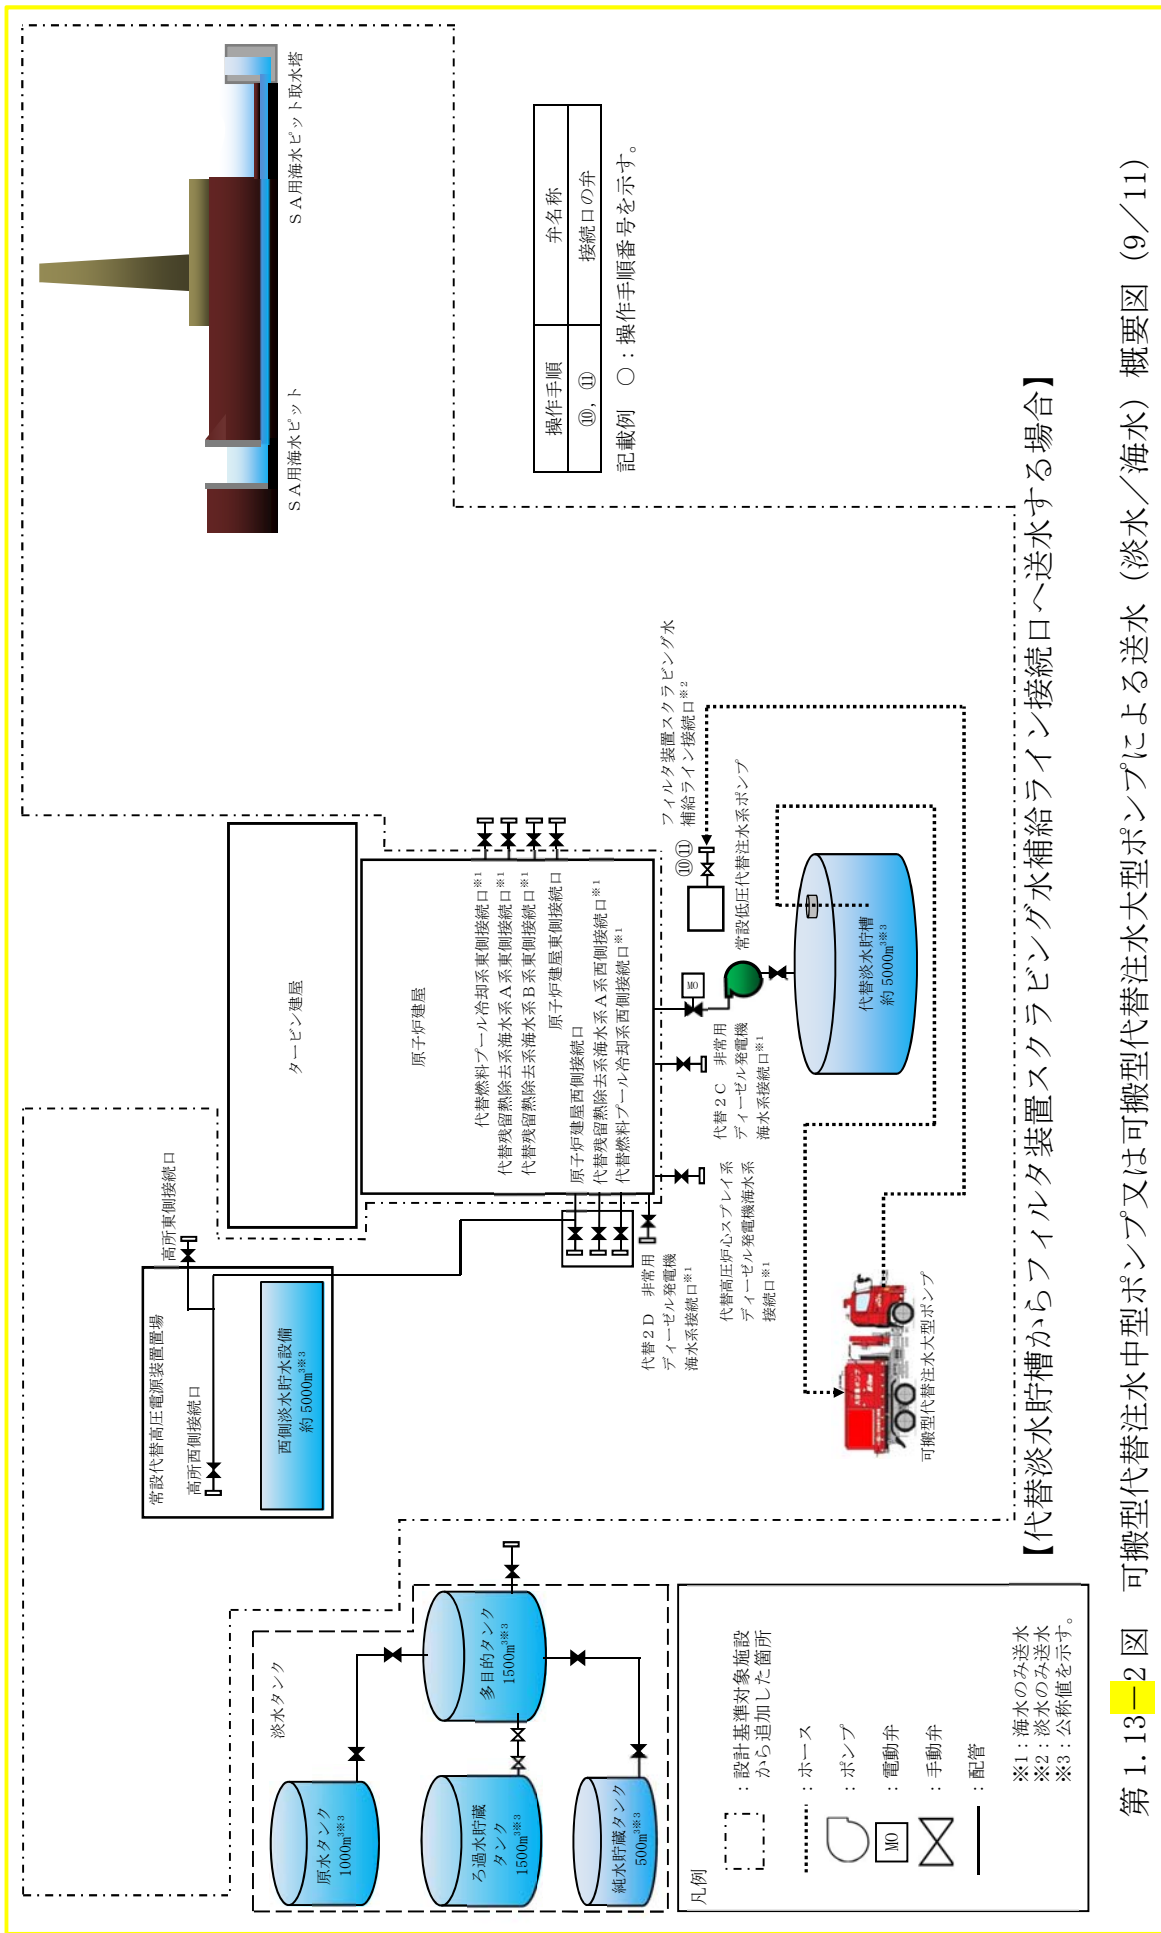 淡水タンク
原水タンク
1000m³※3
ろ過水貯蔵
タンク
1500m³※3
純水貯蔵タンク
500m³※3
多目的タンク
1500m³※3
常設代替高圧電源装置置場
高所西側接続口
高所東側接続口
西側淡水貯水設備
約5000m³※3
タービン建屋
原子炉建屋
代替燃料プール冷却系東側接続口※1
代替残留熱除去系海水系A系東側接続口※1
代替残留熱除去系海水系B系東側接続口※1
原子炉建屋東側接続口
原子炉建屋西側接続口
代替残留熱除去系海水系A系西側接続口※1
代替燃料プール冷却系西側接続口※1
代替2D 非常用
ディーゼル発電機
海水系接続口※1
代替高圧炉心スプレイ系
ディーゼル発電機海水系
接続口※1
代替2C 非常用
ディーゼル発電機
海水系接続口※1
MO
常設低圧代替注水系ポンプ
フィルタ装置スクラビング水
補給ライン接続口※2
⑩⑪
代替淡水貯槽
約5000m³※3
可搬型代替注水大型ポンプ
SA用海水ピット
SA用海水ピット取水塔
操作手順 弁名称
⑩,⑪ 接続口の弁
記載例 ○:操作手順番号を示す。
凡例
:設計基準対象施設
から追加した箇所
:ホース
:ポンプ
MO :電動弁
:手動弁
:配管
※1:海水のみ送水
※2:淡水のみ送水
※3:公称値を示す。
【代替淡水貯槽からフィルタ装置スクラビング水補給ライン接続口へ送水する場合】
第1.13-2図 可搬型代替注水中型ポンプ又は可搬型代替注水大型ポンプによる送水(淡水/海水)概要図(9/11)